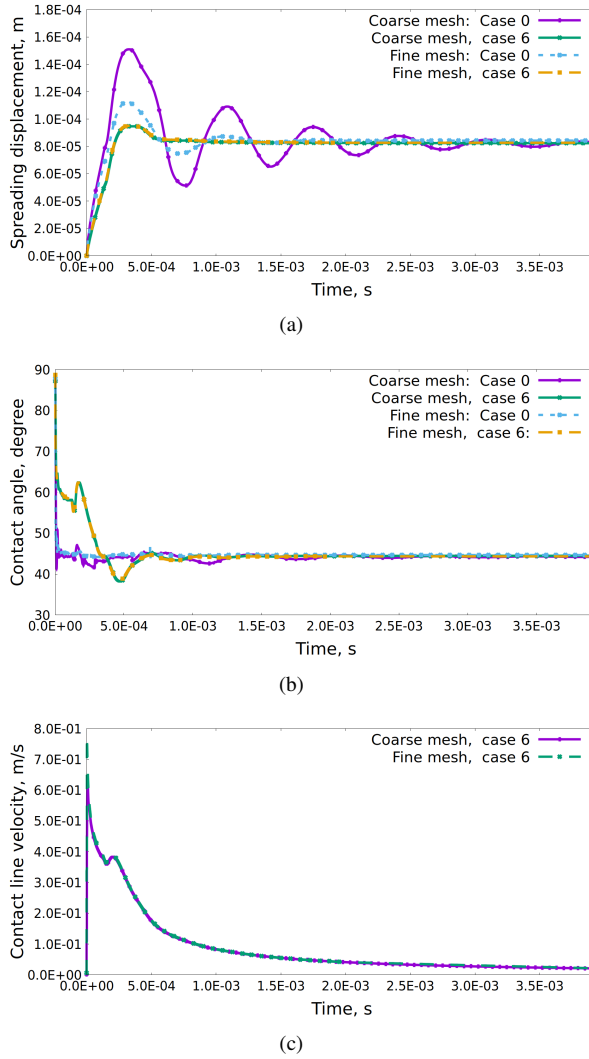 1.8E-04
1.6E-04
1.4E-04
1.2E-04
1.0E-04
8.0E-05
6.0E-05
4.0E-05
2.0E-05
0.0E+00
Spreading displacement, m
Coarse mesh: Case 0
Coarse mesh, case 6
Fine mesh: Case 0
Fine mesh, case 6
0.0E+00 5.0E-04 1.0E-03 1.5E-03 2.0E-03 2.5E-03 3.0E-03 3.5E-03
Time, s
(a)
90
80
70
60
50
40
30
Contact angle, degree
Coarse mesh: Case 0
Coarse mesh, case 6
Fine mesh: Case 0
Fine mesh, case 6:
0.0E+00 5.0E-04 1.0E-03 1.5E-03 2.0E-03 2.5E-03 3.0E-03 3.5E-03
Time, s
(b)
8.0E-01
7.0E-01
6.0E-01
5.0E-01
4.0E-01
3.0E-01
2.0E-01
1.0E-01
0.0E+00
Contact line velocity, m/s
Coarse mesh, case 6
Fine mesh, case 6
0.0E+00 5.0E-04 1.0E-03 1.5E-03 2.0E-03 2.5E-03 3.0E-03 3.5E-03
Time, s
(c)